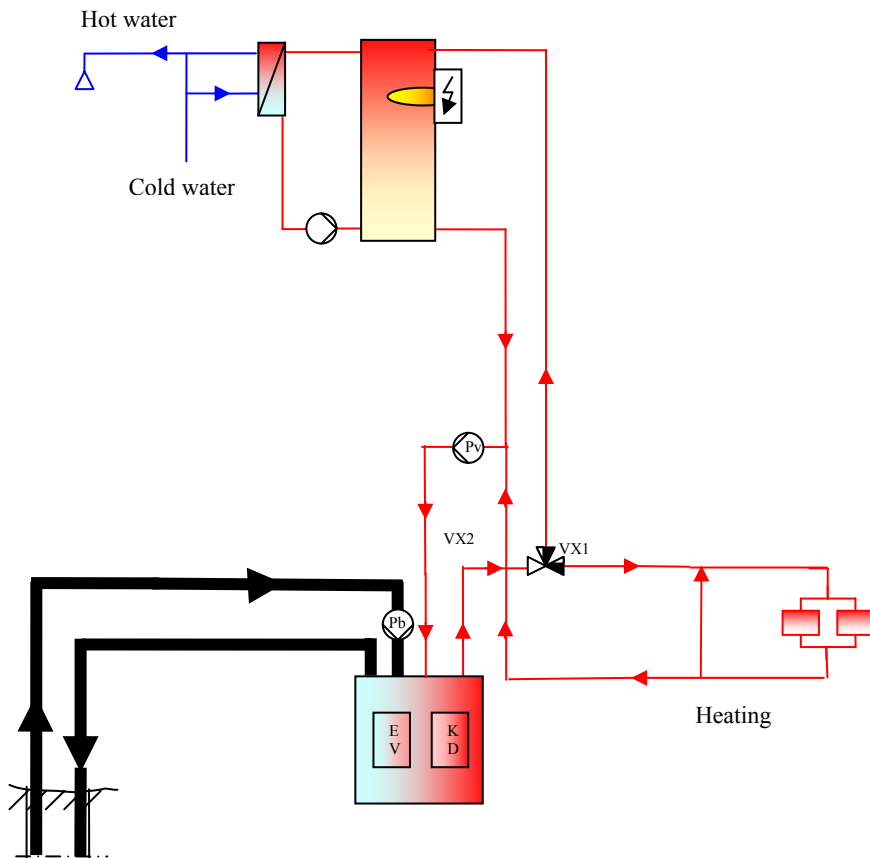 Hot water
Cold water
Pv
VX2
VX1
Pb
Heating
E
V
K
D